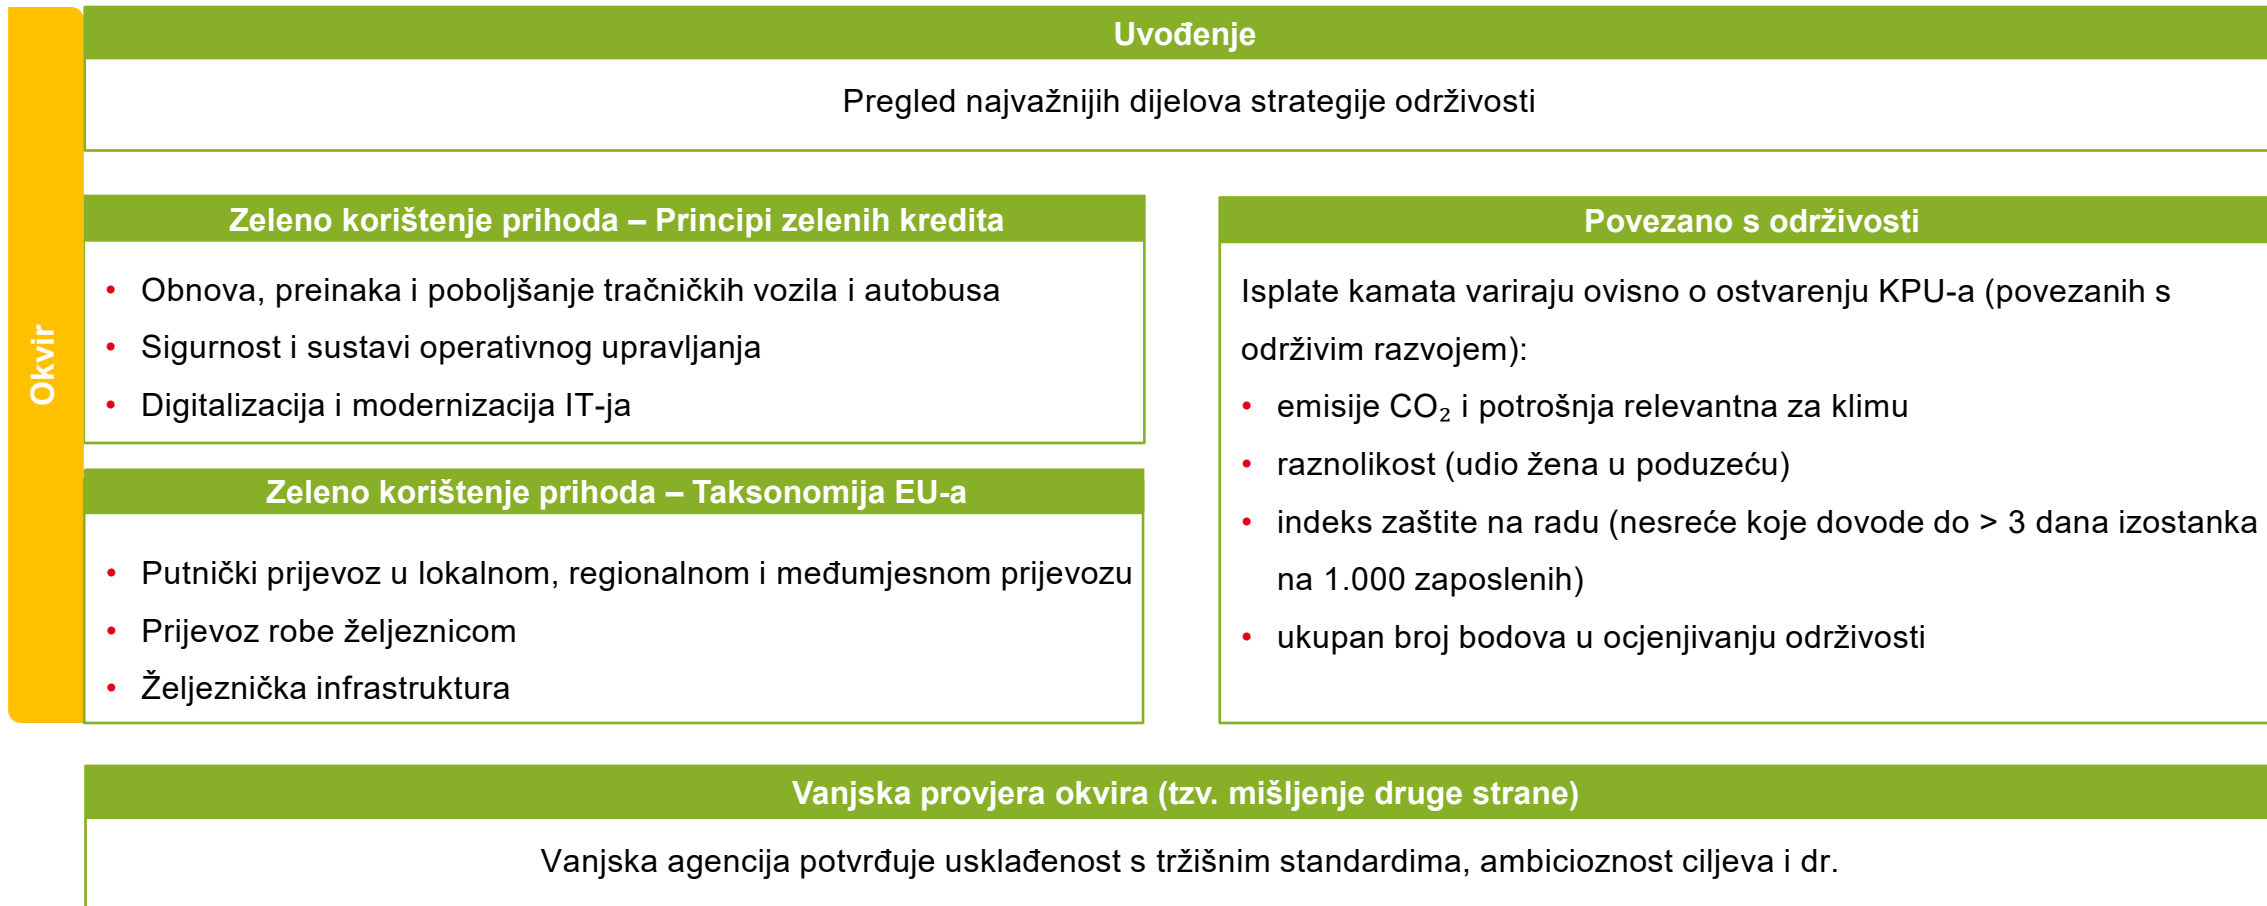 Okvir
Uvođenje
Pregled najvažnijih dijelova strategije održivosti
Zeleno korištenje prihoda – Principi zelenih kredita
• Obnova, preinaka i poboljšanje tračničkih vozila i autobusa
• Sigurnost i sustavi operativnog upravljanja
• Digitalizacija i modernizacija IT-ja
Zeleno korištenje prihoda – Taksonomija EU-a
• Putnički prijevoz u lokalnom, regionalnom i međumjesnom prijevozu
• Prijevoz robe željeznicom
• Željeznička infrastruktura
Povezano s održivosti
Isplate kamata variraju ovisno o ostvarenju KPU-a (povezanih s
održivim razvojem):
• emisije CO₂ i potrošnja relevantna za klimu
• raznolikost (udio žena u poduzeću)
• indeks zaštite na radu (nesreće koje dovode do > 3 dana izostanka
na 1.000 zaposlenih)
• ukupan broj bodova u ocjenjivanju održivosti
Vanjska provjera okvira (tzv. mišljenje druge strane)
Vanjska agencija potvrđuje usklađenost s tržišnim standardima, ambicioznost ciljeva i dr.